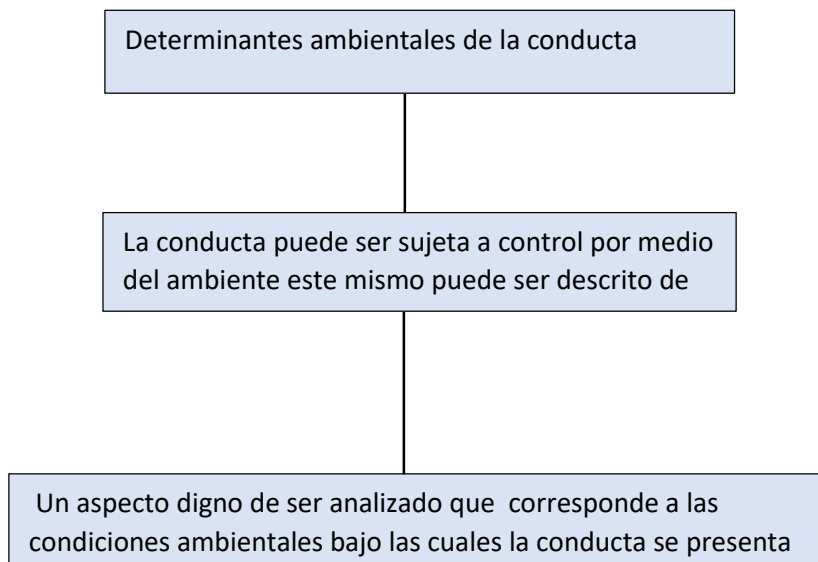 Determinantes ambientales de la conducta
La conducta puede ser sujeta a control por medio
del ambiente este mismo puede ser descrito de
Un aspecto digno de ser analizado que corresponde a las
condiciones ambientales bajo las cuales la conducta se presenta